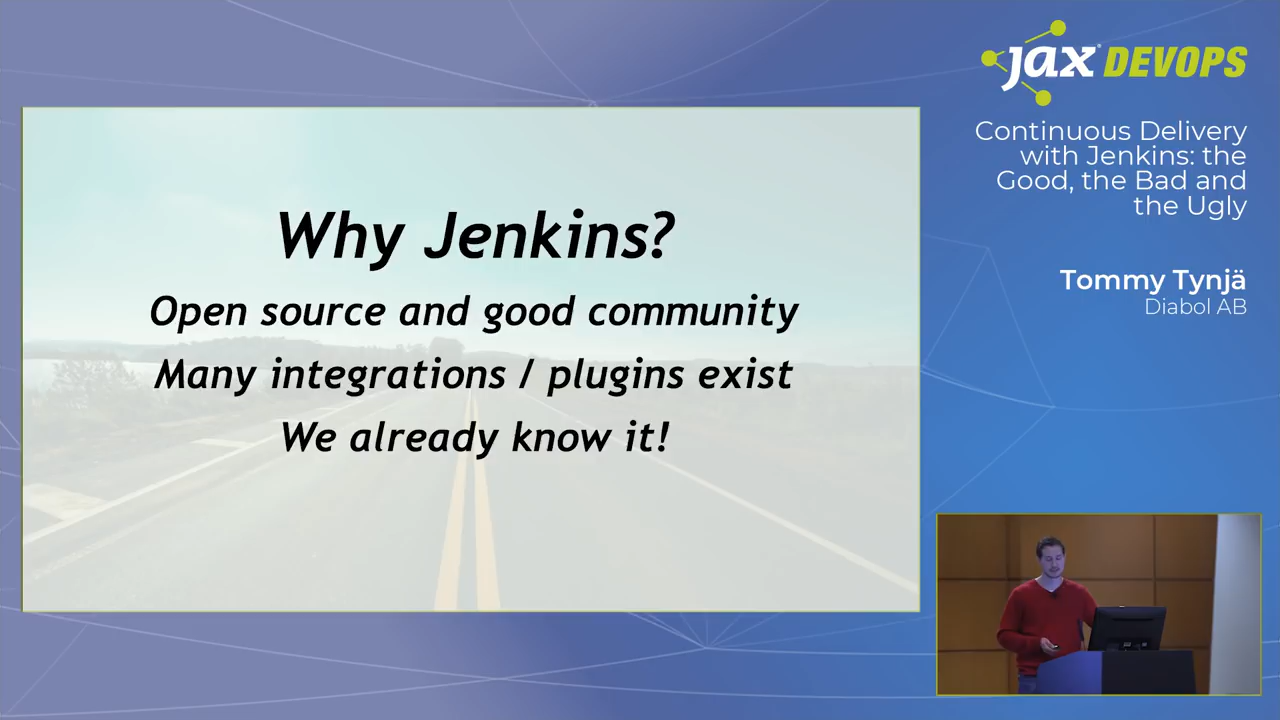 Why Jenkins?
Open source and good community
Many integrations / plugins exist
We already know it!
jax DEVOPS
Continuous Delivery
with Jenkins: the
Good, the Bad and
the Ugly
Tommy Tynjä
Diabol AB